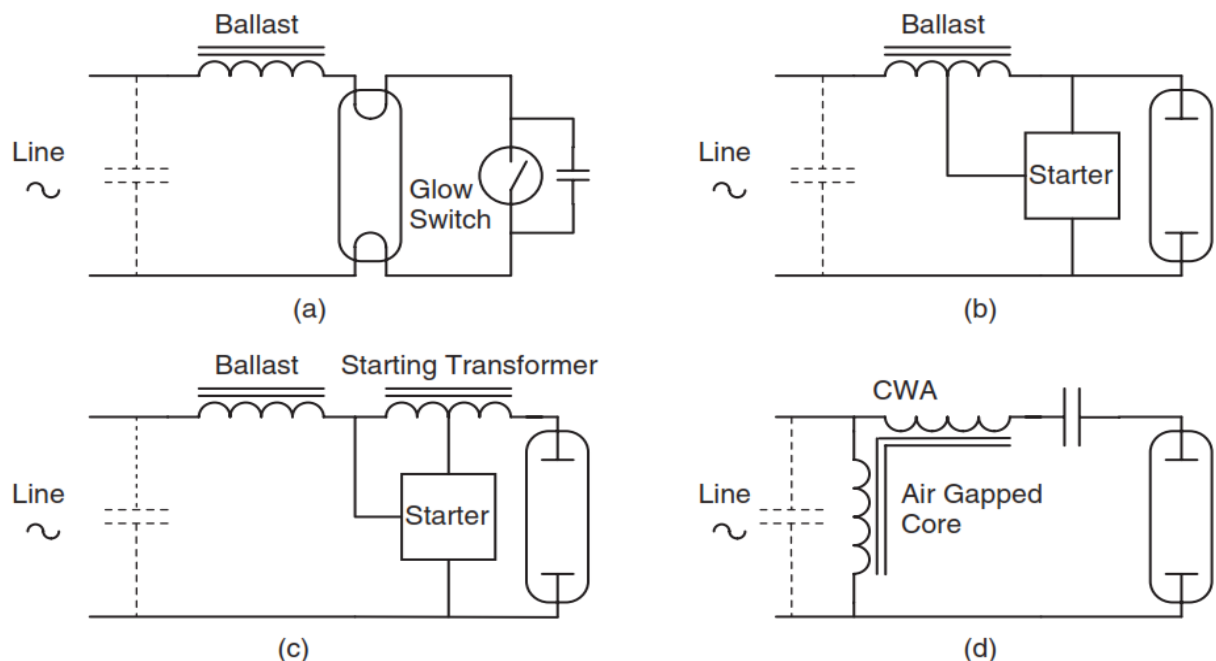 Ballast
Line
Glow
Switch
(a)
Ballast
Line
Starter
(b)
Ballast
Starting Transformer
Line
Starter
(c)
CWA
Line
Air Gapped
Core
(d)